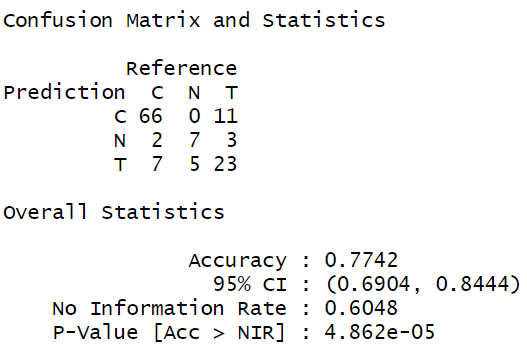 Confusion Matrix and Statistics
Reference
Prediction C N T
C 66 0 11
N 2 7 3
T 7 5 23
Overall Statistics
Accuracy : 0.7742
95% CI : (0.6904, 0.8444)
No Information Rate : 0.6048
P-Value [Acc > NIR] : 4.862e-05